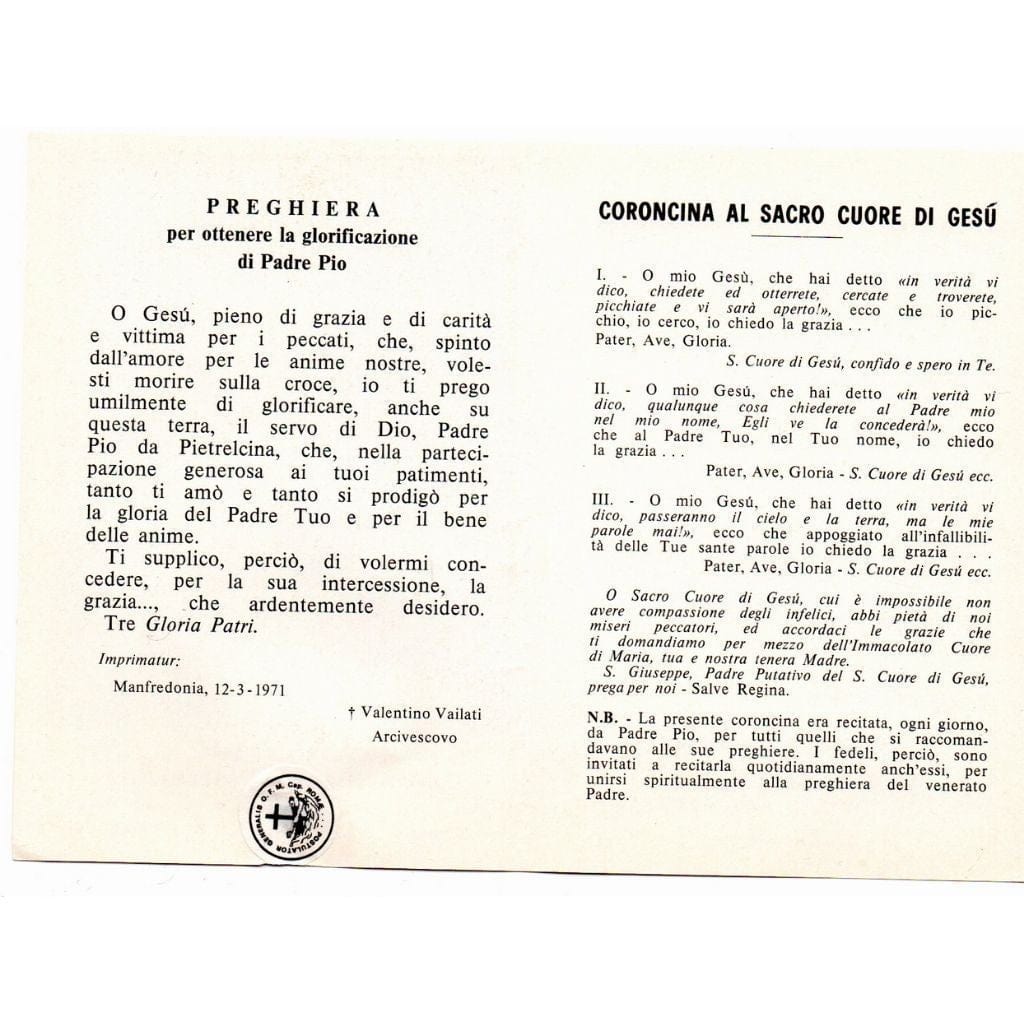 PREGHIERA
per ottenere la glorificazione
di Padre Pio
O Gesú, pieno di grazia e di carità
e vittima per i peccati, che, spinto
dall'amore per le anime nostre, vole-
sti morire sulla croce, io ti prego
umilmente di glorificare, anche su
questa terra, il servo di Dio, Padre
Pio da Pietrelcina, che, nella parteci-
pazione generosa ai tuoi patimenti,
tanto ti amò e tanto si prodigò per
la gloria del Padre Tuo e per il bene
delle anime.
Ti supplico, perciò, di volermi con-
cedere, per la sua intercessione, la
grazia..., che ardentemente desidero.
Tre Gloria Patri.
Imprimatur:
Manfredonia, 12-3-1971
† Valentino Vailati
Arcivescovo
POSTULATOR GENERALIS O. F. M. Cap. ROMÆ
CORONCINA AL SACRO CUORE DI GESÚ
I. - O mio Gesù, che hai detto «in verità vi
dico, chiedete ed otterrete, cercate e troverete,
picchiate e vi sarà aperto!», ecco che io pic-
chio, io cerco, io chiedo la grazia . . .
Pater, Ave, Gloria.
S. Cuore di Gesú, confido e spero in Te.
II. - O mio Gesú, che hai detto «in verità vi
dico, qualunque cosa chiederete al Padre mio
nel mio nome, Egli ve la concederà!», ecco
che al Padre Tuo, nel Tuo nome, io chiedo
la grazia . . .
Pater, Ave, Gloria - S. Cuore di Gesú ecc.
III. - O mio Gesú, che hai detto «in verità vi
dico, passeranno il cielo e la terra, ma le mie
parole mai!», ecco che appoggiato all'infallibili-
tà delle Tue sante parole io chiedo la grazia . . .
Pater, Ave, Gloria - S. Cuore di Gesú ecc.
O Sacro Cuore di Gesú, cui è impossibile non
avere compassione degli infelici, abbi pietà di noi
miseri peccatori, ed accordaci le grazie che
ti domandiamo per mezzo dell'Immacolato Cuore
di Maria, tua e nostra tenera Madre.
S. Giuseppe, Padre Putativo del S. Cuore di Gesú,
prega per noi - Salve Regina.
N.B. - La presente coroncina era recitata, ogni giorno,
da Padre Pio, per tutti quelli che si raccoman-
davano alle sue preghiere. I fedeli, perciò, sono
invitati a recitarla quotidianamente anch'essi, per
unirsi spiritualmente alla preghiera del venerato
Padre.